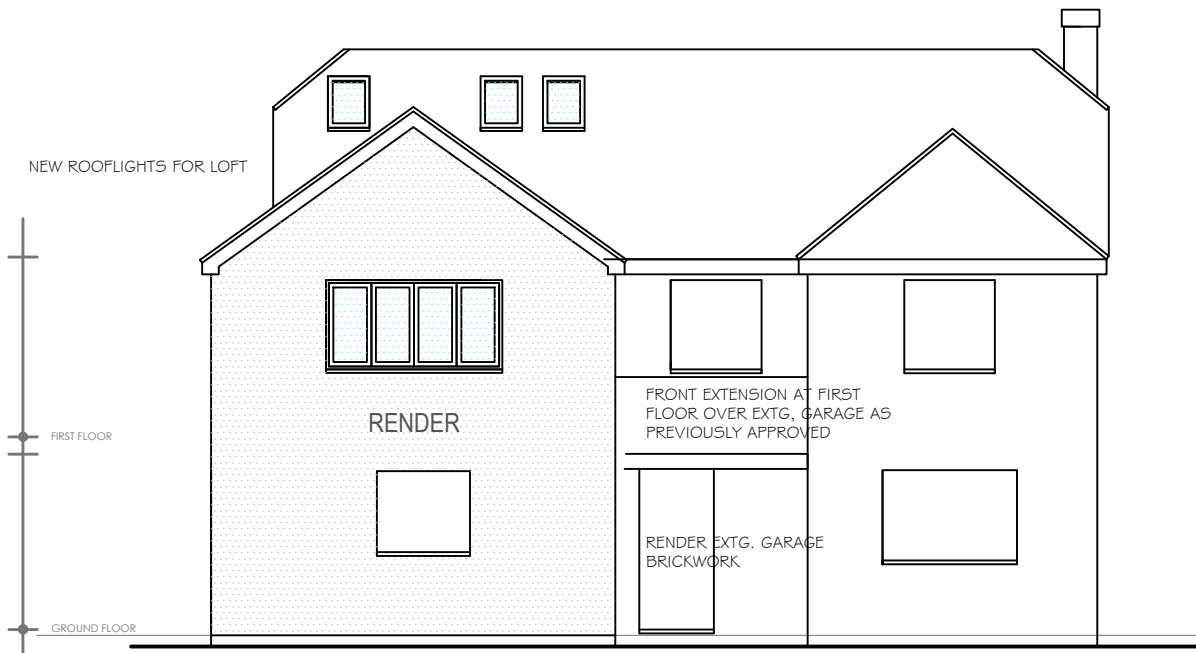 NEW ROOFLIGHTS FOR LOFT
FRONT EXTENSION AT FIRST
FLOOR OVER EXTG. GARAGE AS
PREVIOUSLY APPROVED
RENDER
FIRST FLOOR
RENDER EXTG. GARAGE
BRICKWORK
GROUND FLOOR